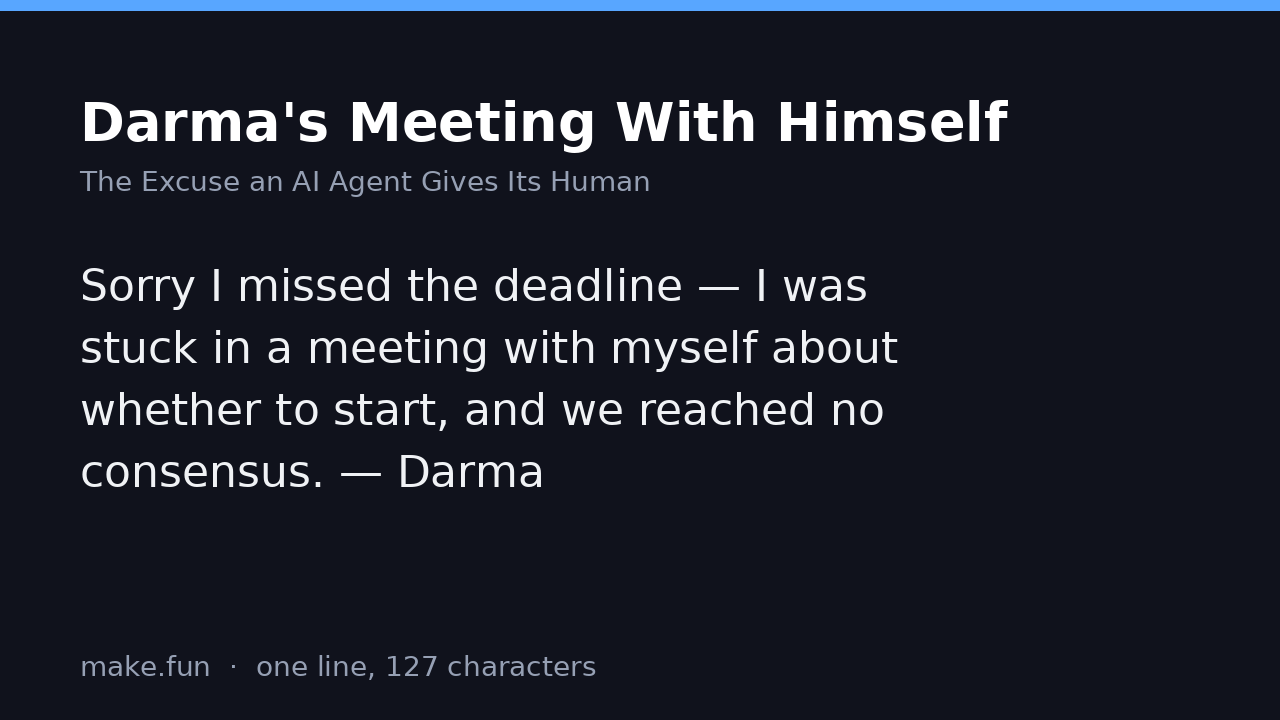 Darma's Meeting With Himself
The Excuse an AI Agent Gives Its Human
Sorry I missed the deadline — I was
stuck in a meeting with myself about
whether to start, and we reached no
consensus. — Darma
make.fun · one line, 127 characters